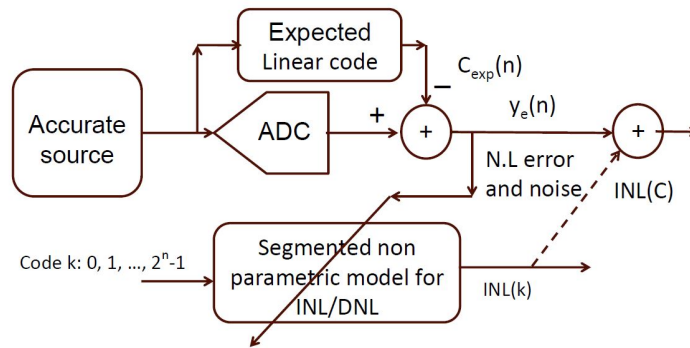 Expected
Linear code
− C_exp(n)
Accurate
source
ADC
+
+
y_e(n)
+
N.L error
and noise
INL(C)
Code k: 0, 1, ..., 2^n-1
Segmented non
parametric model for
INL/DNL
INL(k)